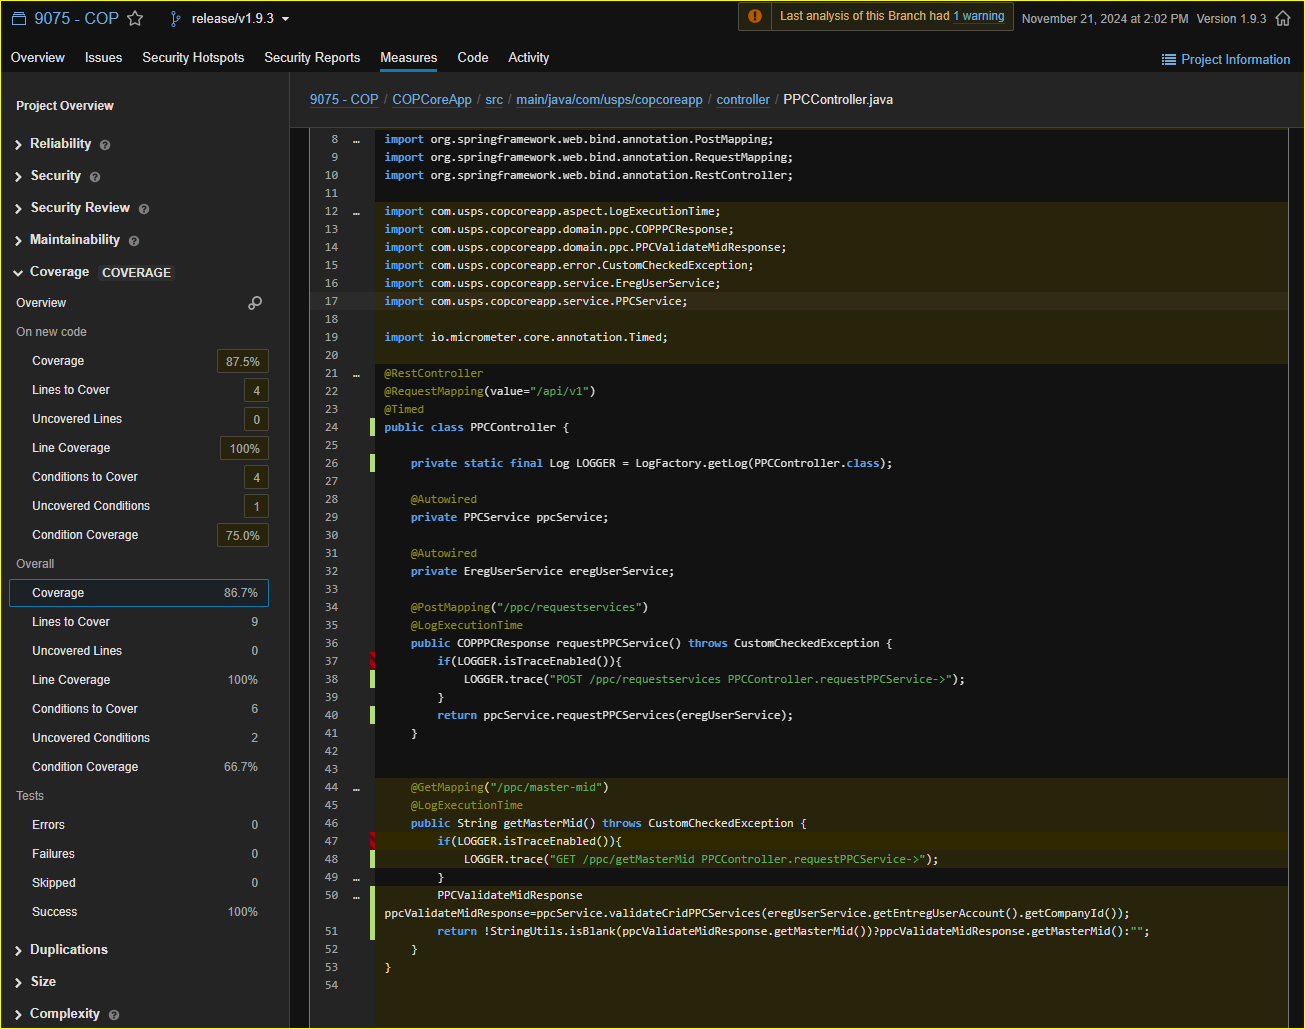 9075 - COP release/v1.9.3
Last analysis of this Branch had 1 warning
November 21, 2024 at 2:02 PM Version 1.9.3
Overview Issues Security Hotspots Security Reports Measures Code Activity
Project Information
Project Overview
Reliability
Security
Security Review
Maintainability
Coverage COVERAGE
Overview
On new code
Coverage 87.5%
Lines to Cover 4
Uncovered Lines 0
Line Coverage 100%
Conditions to Cover 4
Uncovered Conditions 1
Condition Coverage 75.0%
Overall
Coverage 86.7%
Lines to Cover 9
Uncovered Lines 0
Line Coverage 100%
Conditions to Cover 6
Uncovered Conditions 2
Condition Coverage 66.7%
Tests
Errors 0
Failures 0
Skipped 0
Success 100%
Duplications
Size
Complexity
9075 - COP / COPCoreApp / src / main/java/com/usps/copcoreapp / controller / PPCController.java
8 … import org.springframework.web.bind.annotation.PostMapping;
9 import org.springframework.web.bind.annotation.RequestMapping;
10 import org.springframework.web.bind.annotation.RestController;
11
12 … import com.usps.copcoreapp.aspect.LogExecutionTime;
13 import com.usps.copcoreapp.domain.ppc.COPPPCResponse;
14 import com.usps.copcoreapp.domain.ppc.PPCValidateMidResponse;
15 import com.usps.copcoreapp.error.CustomCheckedException;
16 import com.usps.copcoreapp.service.EregUserService;
17 import com.usps.copcoreapp.service.PPCService;
18
19 import io.micrometer.core.annotation.Timed;
20
21 … @RestController
22 @RequestMapping(value="/api/v1")
23 @Timed
24 public class PPCController {
25
26 private static final Log LOGGER = LogFactory.getLog(PPCController.class);
27
28 @Autowired
29 private PPCService ppcService;
30
31 @Autowired
32 private EregUserService eregUserService;
33
34 @PostMapping("/ppc/requestservices")
35 @LogExecutionTime
36 public COPPPCResponse requestPPCService() throws CustomCheckedException {
37 if(LOGGER.isTraceEnabled()){
38 LOGGER.trace("POST /ppc/requestservices PPCController.requestPPCService->");
39 }
40 return ppcService.requestPPCServices(eregUserService);
41 }
42
43
44 … @GetMapping("/ppc/master-mid")
45 @LogExecutionTime
46 public String getMasterMid() throws CustomCheckedException {
47 if(LOGGER.isTraceEnabled()){
48 LOGGER.trace("GET /ppc/getMasterMid PPCController.requestPPCService->");
49 … }
50 … PPCValidateMidResponse
ppcValidateMidResponse=ppcService.validateCridPPCServices(eregUserService.getEntregUserAccount().getCompanyId());
51 return !StringUtils.isBlank(ppcValidateMidResponse.getMasterMid())?ppcValidateMidResponse.getMasterMid():"";
52 }
53 }
54